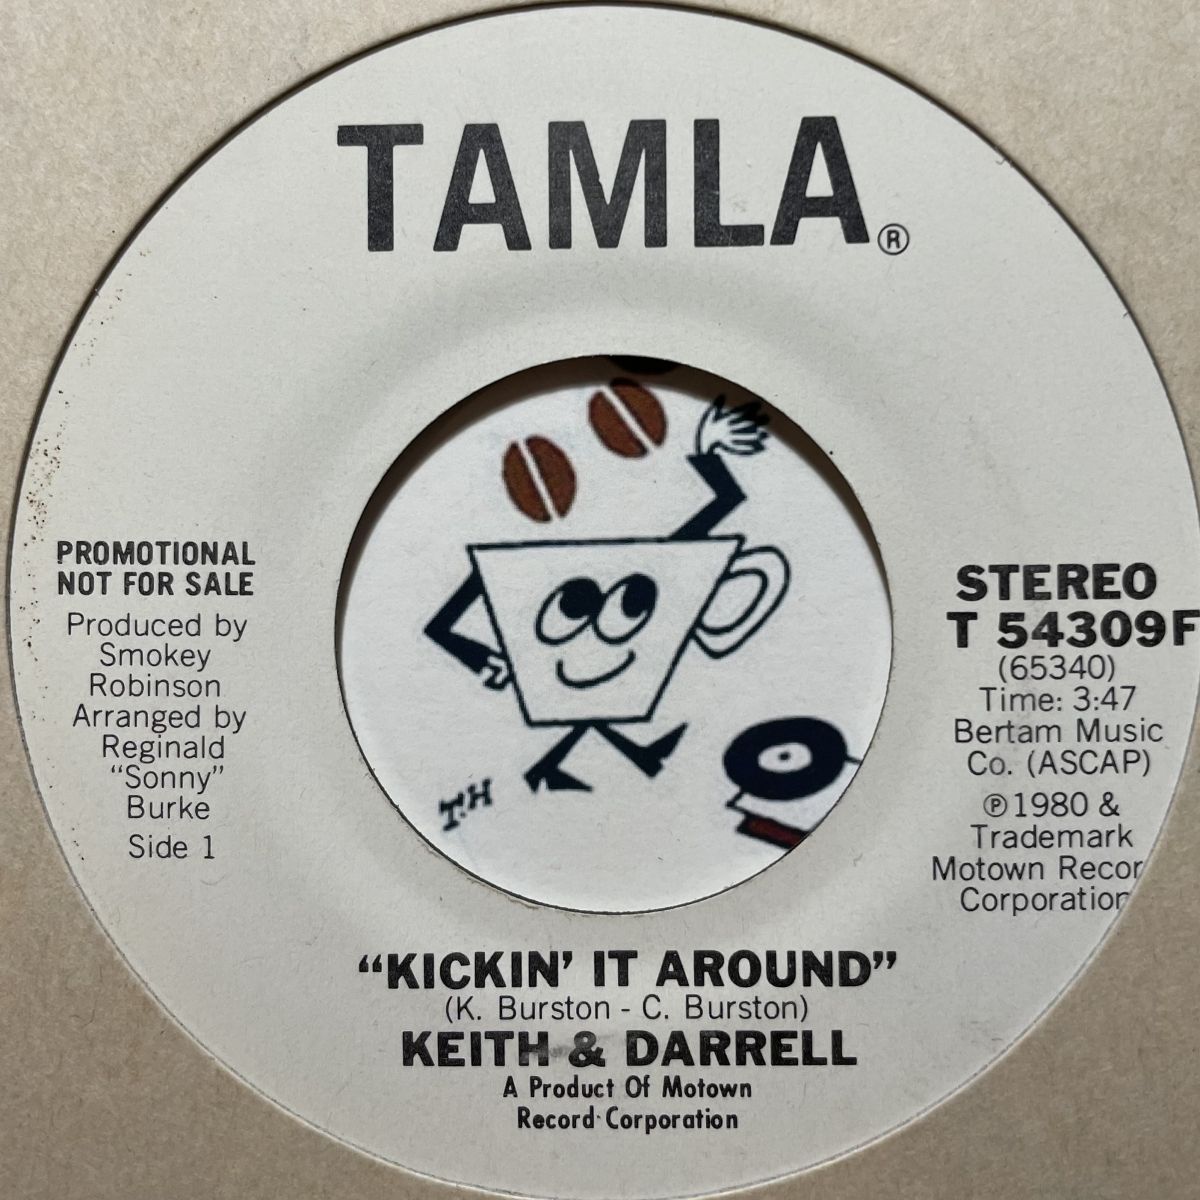 TAMLA®
PROMOTIONAL
NOT FOR SALE
Produced by
Smokey
Robinson
Arranged by
Reginald
"Sonny"
Burke
Side 1
STEREO
T 54309F
(65340)
Time: 3:47
Bertam Music
Co. (ASCAP)
℗1980 &
Trademark
Motown Recor
Corporation
T.H
"KICKIN' IT AROUND"
(K. Burston - C. Burston)
KEITH & DARRELL
A Product Of Motown
Record Corporation